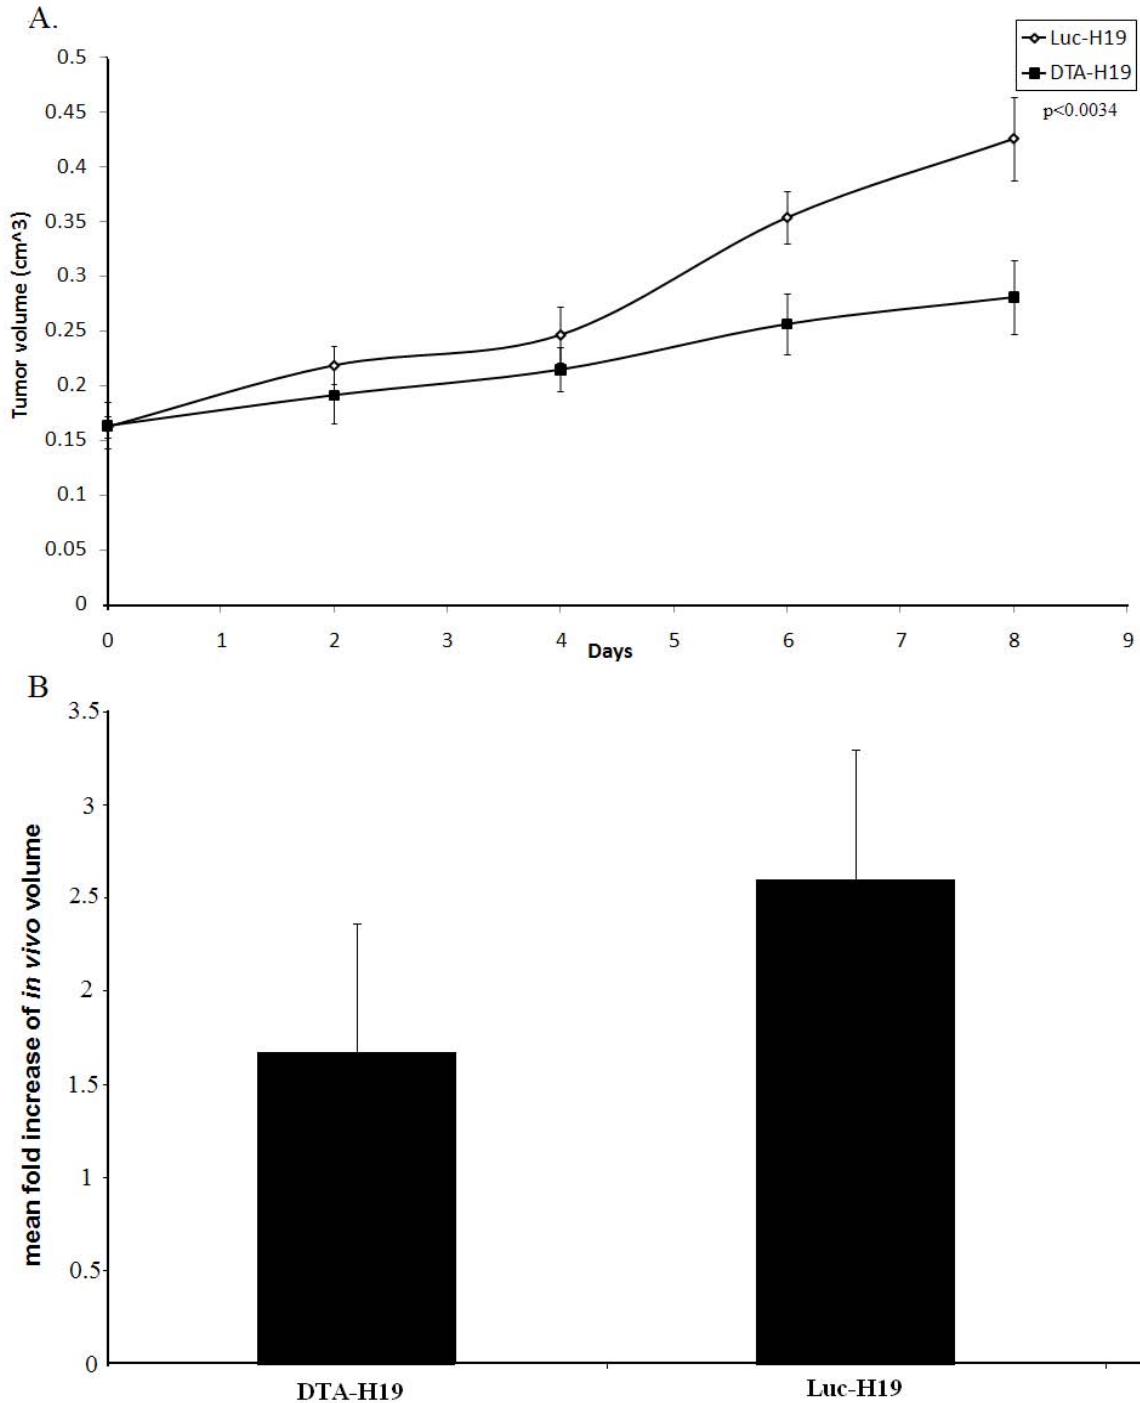 A.
Luc-H19
DTA-H19
p<0.0034
0.5
0.45
0.4
0.35
0.3
0.25
0.2
0.15
0.1
0.05
0
Tumor volume (cm^3)
0 1 2 3 4 5 6 7 8 9
Days
B
3.5
3
2.5
2
1.5
1
0.5
0
mean fold increase of in vivo volume
DTA-H19 Luc-H19